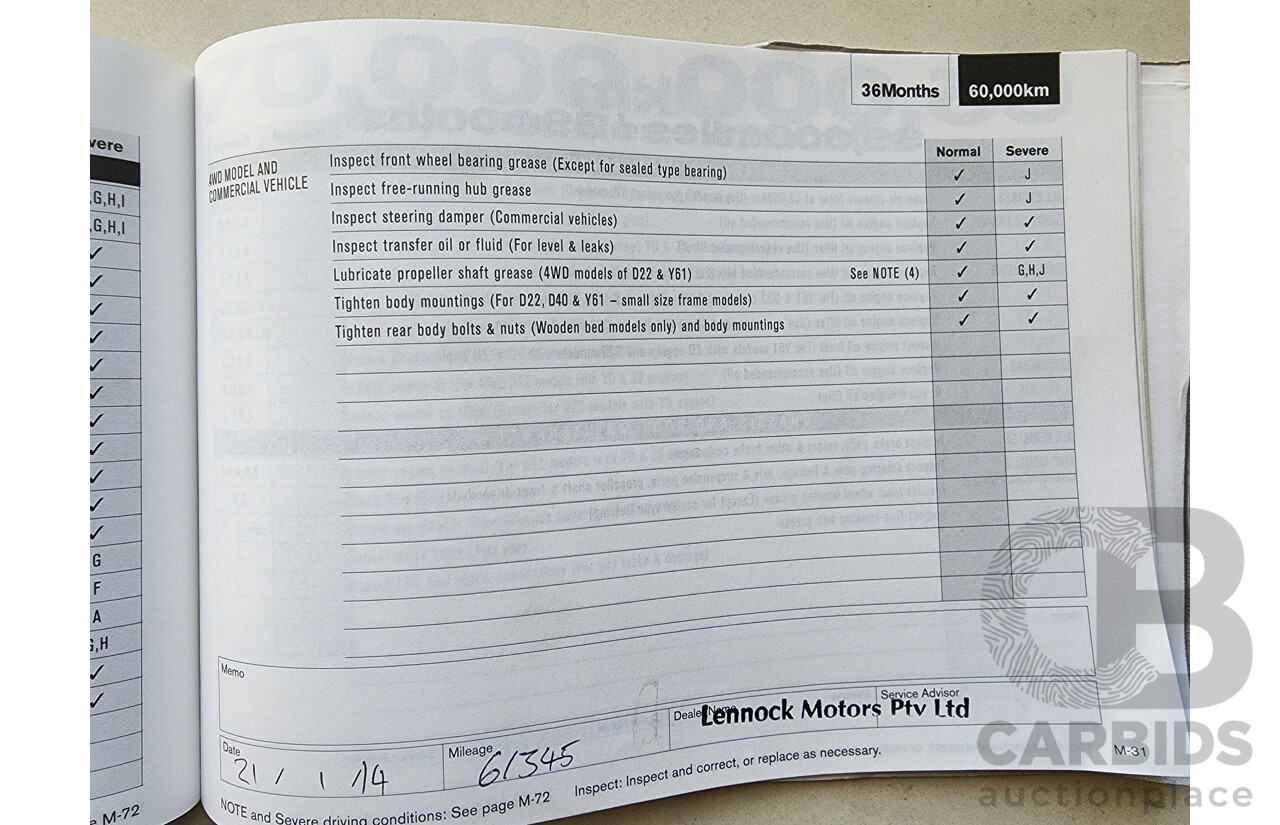 vere
,G,H,I
,G,H,I
✓
✓
✓
✓
✓
✓
✓
✓
✓
✓
✓
G
F
A
G,H
✓
✓
e M-72
36Months 60,000km
Normal Severe
4WD MODEL AND
COMMERCIAL VEHICLE
Inspect front wheel bearing grease (Except for sealed type bearing) ✓ J
Inspect free-running hub grease ✓ J
Inspect steering damper (Commercial vehicles) ✓ ✓
Inspect transfer oil or fluid (For level & leaks) ✓ ✓
Lubricate propeller shaft grease (4WD models of D22 & Y61) See NOTE (4) ✓ G,H,J
Tighten body mountings (For D22, D40 & Y61 – small size frame models) ✓ ✓
Tighten rear body bolts & nuts (Wooden bed models only) and body mountings ✓ ✓
Memo
Date 21 / 1 /14
Mileage 61345
Dealer Name Lennock Motors Pty Ltd
Service Advisor
NOTE and Severe driving conditions: See page M-72 Inspect: Inspect and correct, or replace as necessary.
M-31
CB
CARBIDS
auctionplace